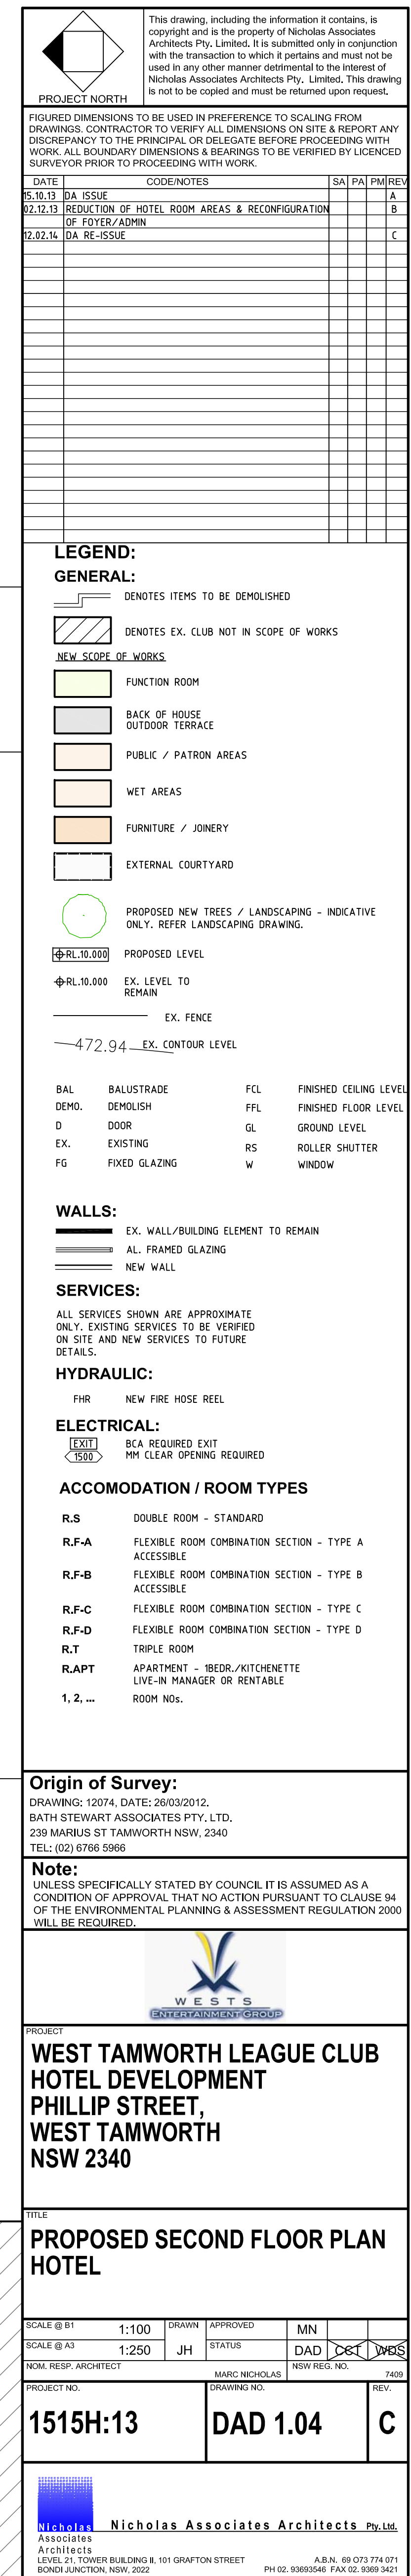 This drawing, including the information it contains, is
copyright and is the property of Nicholas Associates
Architects Pty. Limited. It is submitted only in conjunction
with the transaction to which it pertains and must not be
used in any other manner detrimental to the interest of
Nicholas Associates Architects Pty. Limited. This drawing
is not to be copied and must be returned upon request.
PROJECT NORTH
FIGURED DIMENSIONS TO BE USED IN PREFERENCE TO SCALING FROM
DRAWINGS. CONTRACTOR TO VERIFY ALL DIMENSIONS ON SITE & REPORT ANY
DISCREPANCY TO THE PRINCIPAL OR DELEGATE BEFORE PROCEEDING WITH
WORK. ALL BOUNDARY DIMENSIONS & BEARINGS TO BE VERIFIED BY LICENCED
SURVEYOR PRIOR TO PROCEEDING WITH WORK.
DATE CODE/NOTES SA PA PM REV
15.10.13 DA ISSUE A
02.12.13 REDUCTION OF HOTEL ROOM AREAS & RECONFIGURATION B
OF FOYER/ADMIN
12.02.14 DA RE-ISSUE C
LEGEND:
GENERAL:
DENOTES ITEMS TO BE DEMOLISHED
DENOTES EX. CLUB NOT IN SCOPE OF WORKS
NEW SCOPE OF WORKS
FUNCTION ROOM
BACK OF HOUSE
OUTDOOR TERRACE
PUBLIC / PATRON AREAS
WET AREAS
FURNITURE / JOINERY
EXTERNAL COURTYARD
PROPOSED NEW TREES / LANDSCAPING - INDICATIVE
ONLY. REFER LANDSCAPING DRAWING.
RL.10.000 PROPOSED LEVEL
RL.10.000 EX. LEVEL TO
REMAIN
EX. FENCE
472.94 EX. CONTOUR LEVEL
BAL BALUSTRADE FCL FINISHED CEILING LEVEL
DEMO. DEMOLISH FFL FINISHED FLOOR LEVEL
D DOOR GL GROUND LEVEL
EX. EXISTING RS ROLLER SHUTTER
FG FIXED GLAZING W WINDOW
WALLS:
EX. WALL/BUILDING ELEMENT TO REMAIN
AL. FRAMED GLAZING
NEW WALL
SERVICES:
ALL SERVICES SHOWN ARE APPROXIMATE
ONLY. EXISTING SERVICES TO BE VERIFIED
ON SITE AND NEW SERVICES TO FUTURE
DETAILS.
HYDRAULIC:
FHR NEW FIRE HOSE REEL
ELECTRICAL:
EXIT BCA REQUIRED EXIT
1500 MM CLEAR OPENING REQUIRED
ACCOMODATION / ROOM TYPES
R.S DOUBLE ROOM - STANDARD
R.F-A FLEXIBLE ROOM COMBINATION SECTION - TYPE A
ACCESSIBLE
R.F-B FLEXIBLE ROOM COMBINATION SECTION - TYPE B
ACCESSIBLE
R.F-C FLEXIBLE ROOM COMBINATION SECTION - TYPE C
R.F-D FLEXIBLE ROOM COMBINATION SECTION - TYPE D
R.T TRIPLE ROOM
R.APT APARTMENT - 1BEDR./KITCHENETTE
LIVE-IN MANAGER OR RENTABLE
1, 2, ... ROOM NOs.
Origin of Survey:
DRAWING: 12074, DATE: 26/03/2012.
BATH STEWART ASSOCIATES PTY. LTD.
239 MARIUS ST TAMWORTH NSW, 2340
TEL: (02) 6766 5966
Note:
UNLESS SPECIFICALLY STATED BY COUNCIL IT IS ASSUMED AS A
CONDITION OF APPROVAL THAT NO ACTION PURSUANT TO CLAUSE 94
OF THE ENVIRONMENTAL PLANNING & ASSESSMENT REGULATION 2000
WILL BE REQUIRED.
WESTS
ENTERTAINMENT GROUP
PROJECT
WEST TAMWORTH LEAGUE CLUB
HOTEL DEVELOPMENT
PHILLIP STREET,
WEST TAMWORTH
NSW 2340
TITLE
PROPOSED SECOND FLOOR PLAN
HOTEL
SCALE @ B1 1:100 DRAWN APPROVED MN
SCALE @ A3 1:250 JH STATUS DAD CCT WDS
NOM. RESP. ARCHITECT MARC NICHOLAS NSW REG. NO. 7409
PROJECT NO. DRAWING NO. REV.
1515H:13 DAD 1.04 C
Nicholas Nicholas Associates Architects Pty. Ltd.
Associates
Architects
LEVEL 21, TOWER BUILDING II, 101 GRAFTON STREET A.B.N. 69 O73 774 071
BONDI JUNCTION, NSW, 2022 PH 02. 93693546 FAX 02. 9369 3421